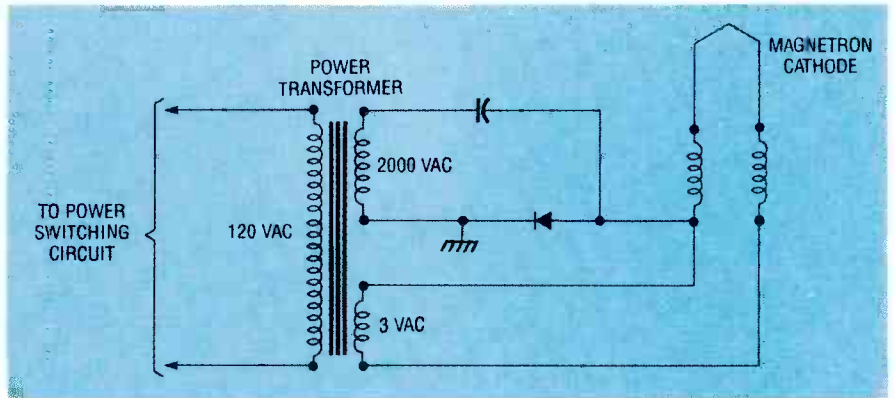 POWER
TRANSFORMER
MAGNETRON
CATHODE
2000 VAC
TO POWER
SWITCHING
CIRCUIT
120 VAC
3 VAC